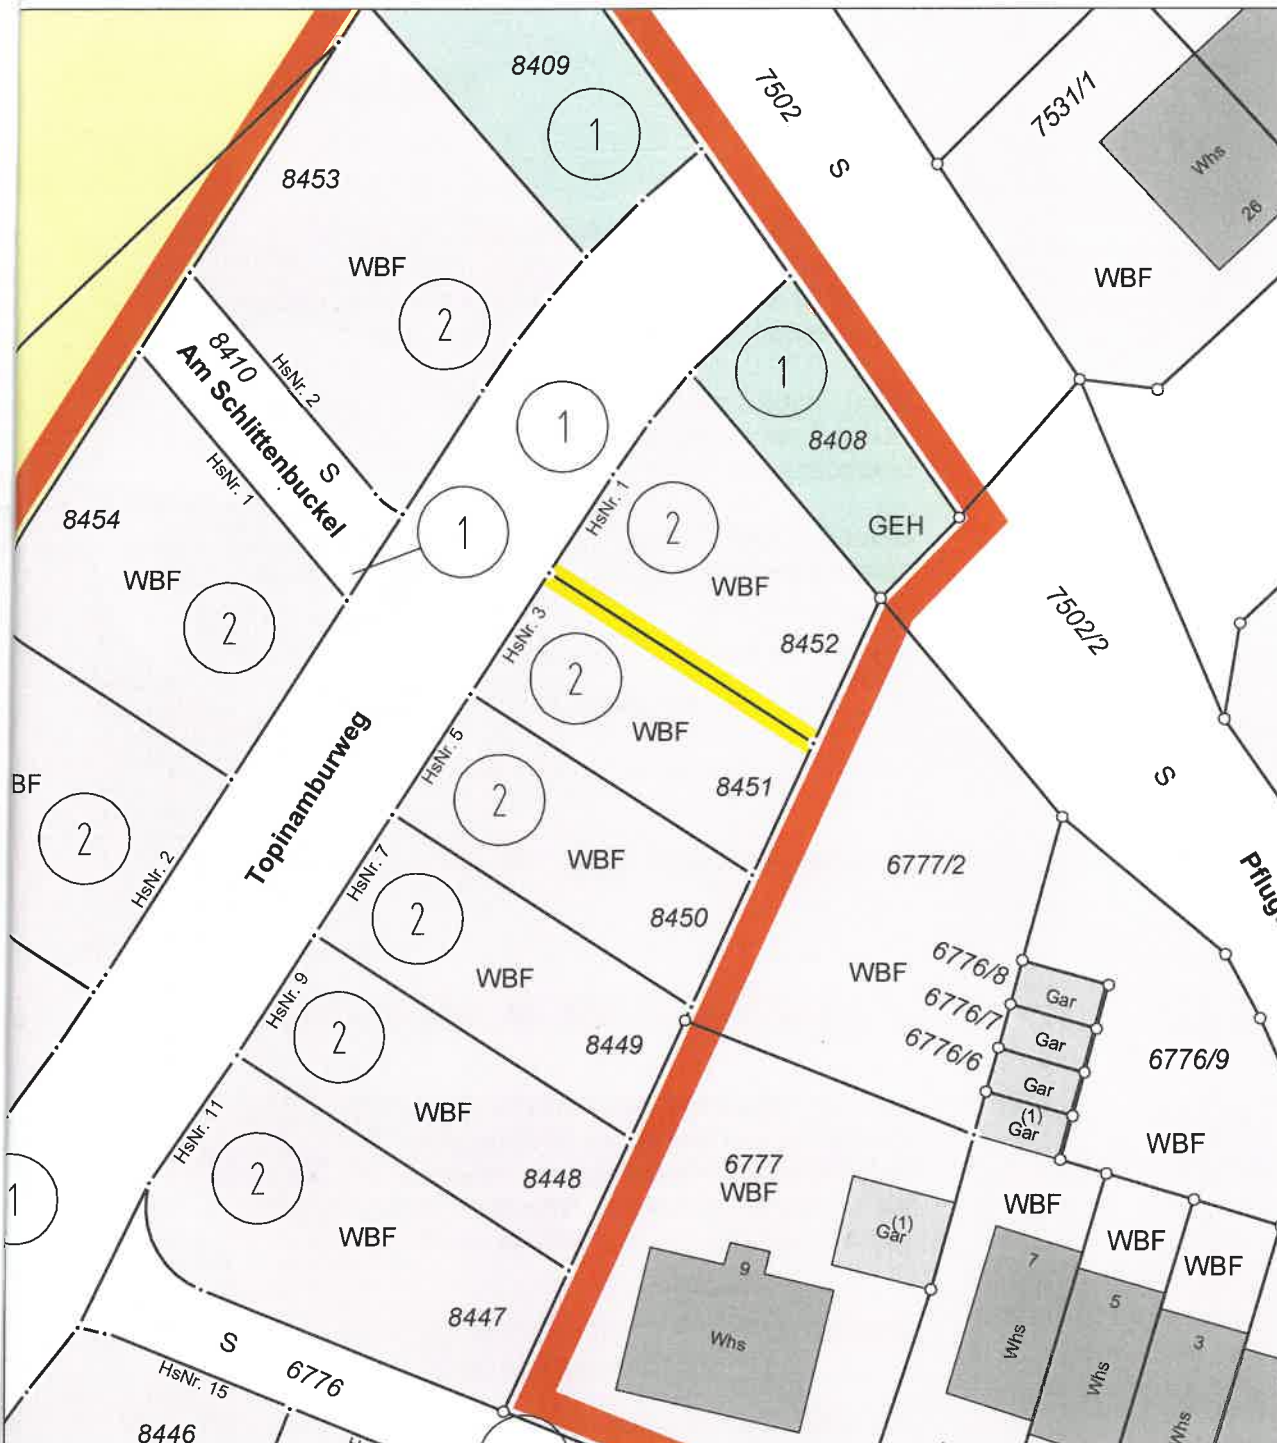 8409
1
7502
S
7531/1
Whs
26
WBF
8453
WBF
2
8410
Am Schlittenbuckel
S
HsNr. 2
HsNr. 1
1
1
1
8408
GEH
HsNr. 1
2
WBF
8452
8454
WBF
2
HsNr. 3
2
WBF
8451
7502/2
S
BF
2
HsNr. 2
Topinamburweg
HsNr. 5
2
WBF
8450
6777/2
WBF
HsNr. 7
2
WBF
8449
6776/8
Gar
6776/7
Gar
6776/6
Gar
(1)
Gar
6776/9
WBF
HsNr. 9
2
WBF
8448
6777
WBF
HsNr. 11
2
WBF
8447
1
(1)
Gar
9
Whs
WBF
WBF
WBF
7
Whs
5
Whs
3
Whs
S
6776
HsNr. 15
8446